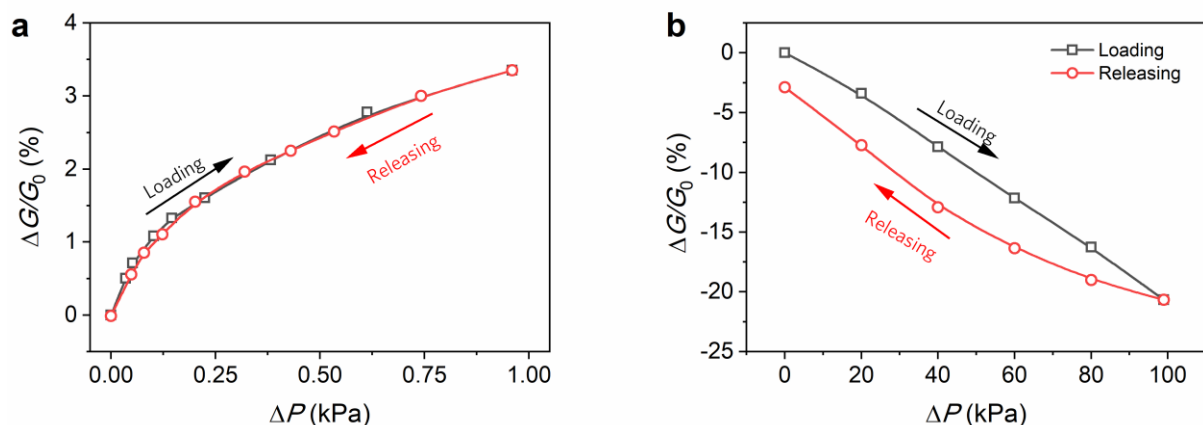 a
4
3
2
1
0
ΔG/G0 (%)
Loading
Releasing
0.00 0.25 0.50 0.75 1.00
ΔP (kPa)
b
0
-5
-10
-15
-20
-25
ΔG/G0 (%)
Loading
Releasing
Loading
Releasing
0 20 40 60 80 100
ΔP (kPa)